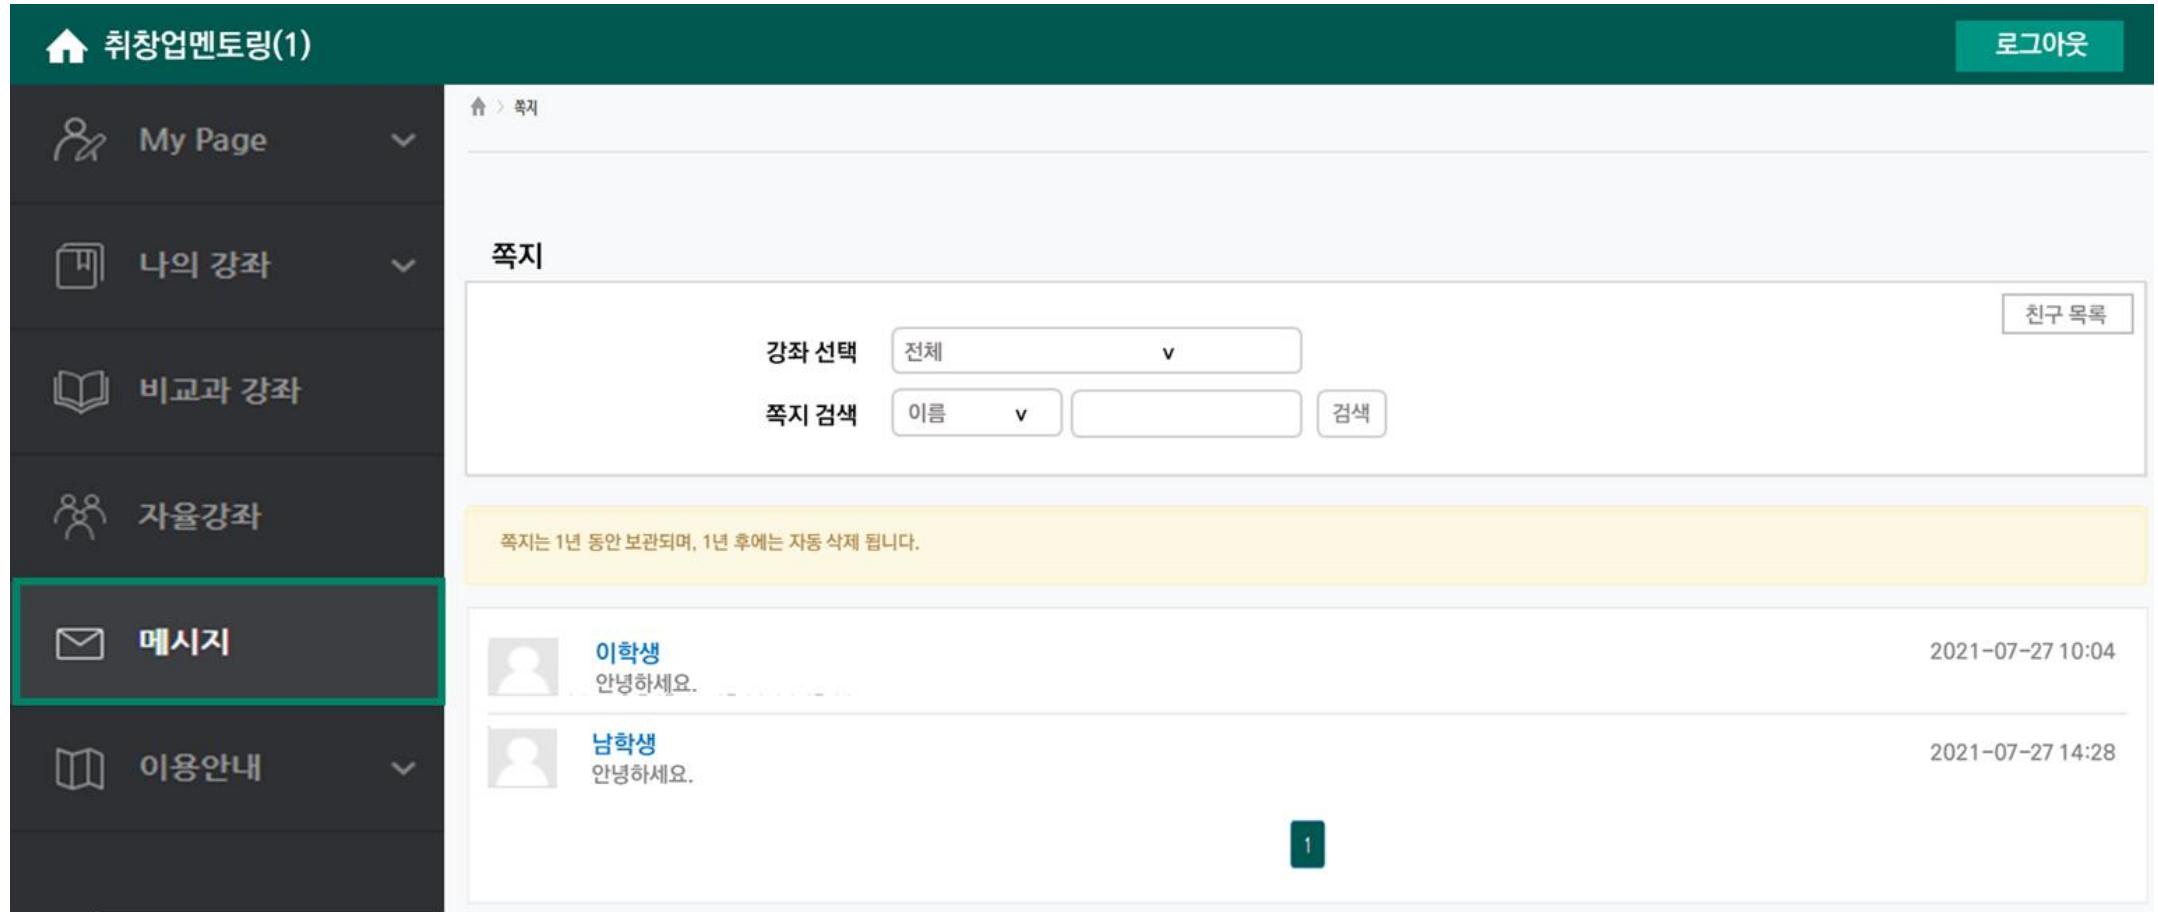 취창업멘토링(1)
로그아웃
My Page
나의 강좌
비교과 강좌
자율강좌
메시지
이용안내
쪽지
쪽지
친구 목록
강좌 선택 전체 v
쪽지 검색 이름 v 검색
쪽지는 1년 동안 보관되며, 1년 후에는 자동 삭제 됩니다.
이학생 2021-07-27 10:04
안녕하세요.
남학생 2021-07-27 14:28
안녕하세요.
1